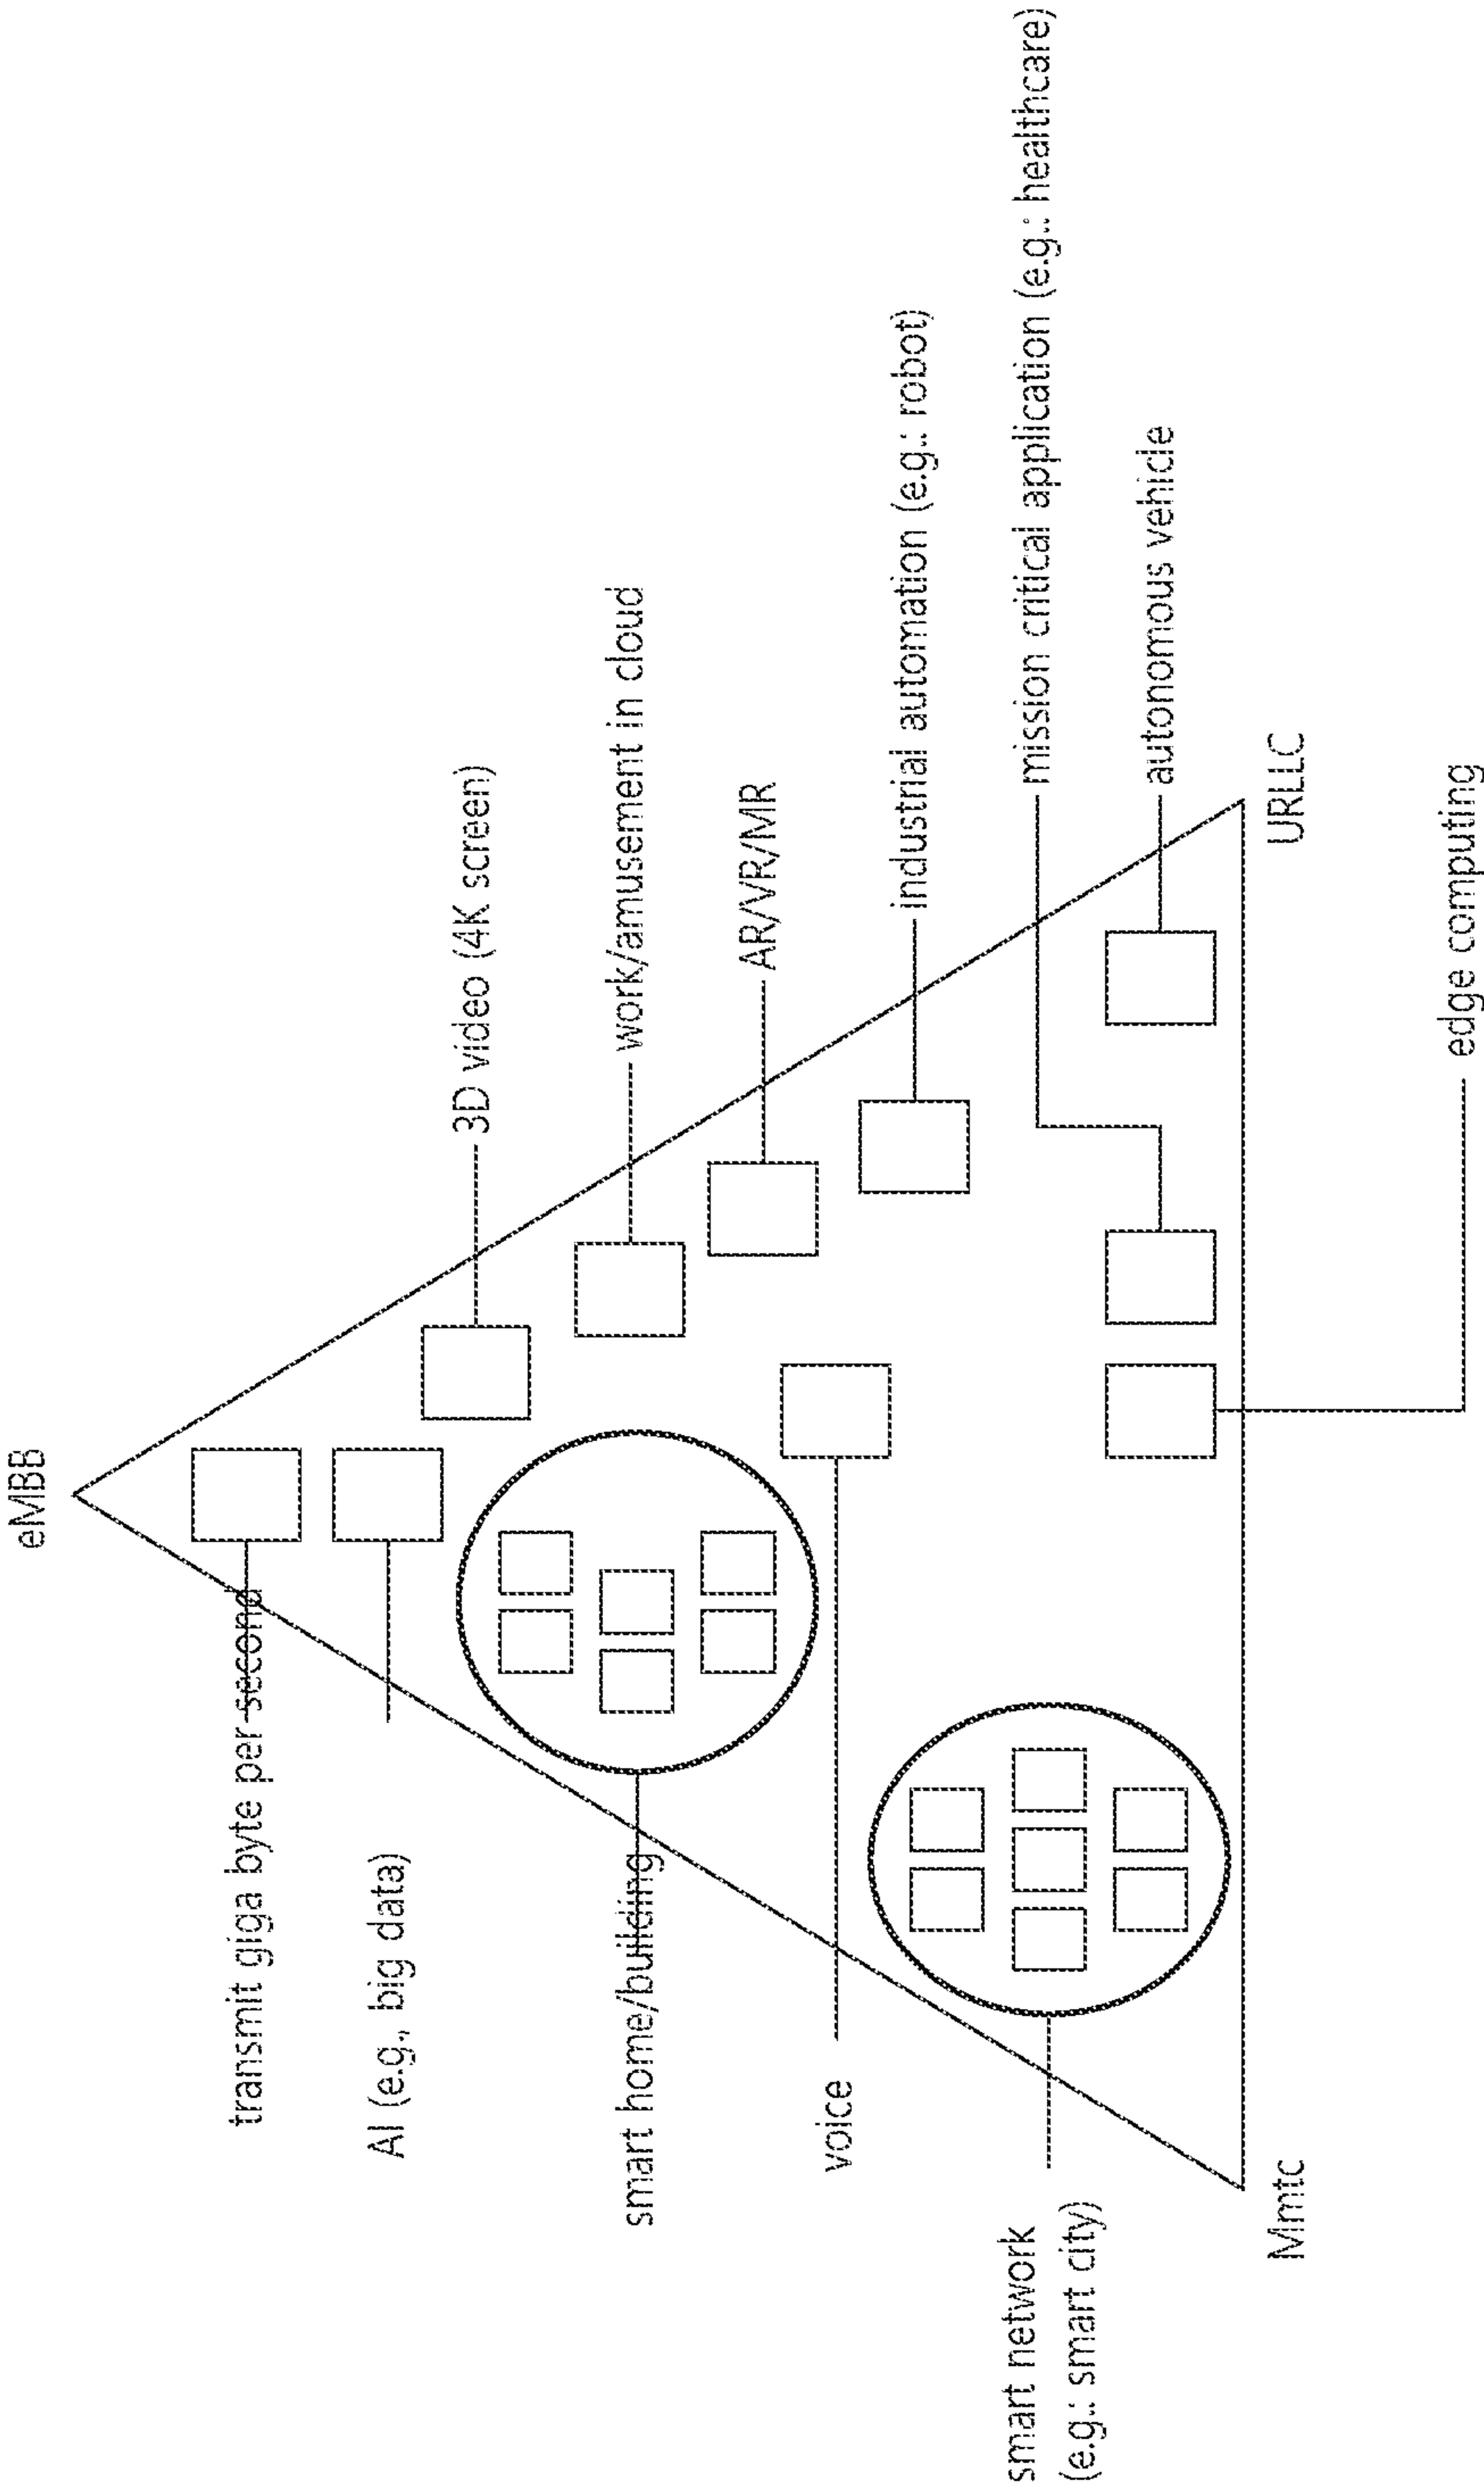 eMBB
transmit giga byte per second
AI (e.g., big data)
3D video (4K screen)
smart home/building
work/amusement in cloud
AR/VR/MR
voice
industrial automation (e.g.: robot)
smart network
(e.g.: smart city)
mission critical application (e.g.: healthcare)
autonomous vehicle
Mmtc
URLLC
edge computing